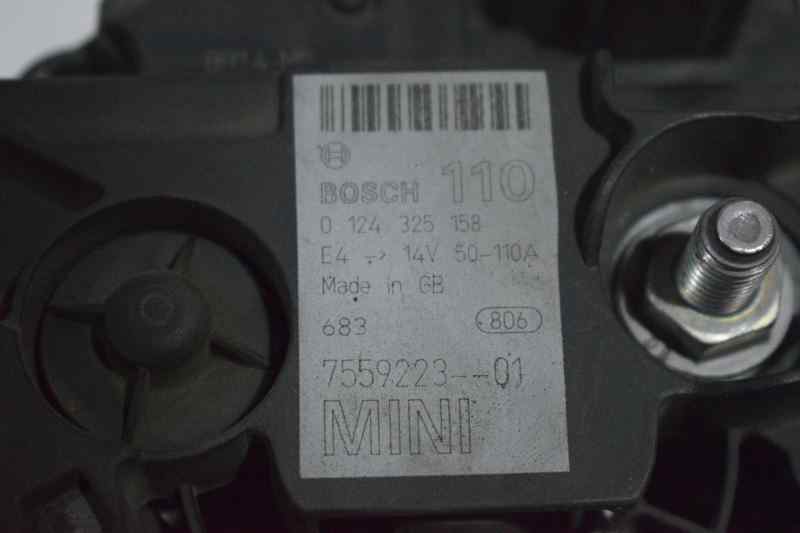 BOSCH 110
0 124 325 158
E4 -> 14V 50-110A
Made in GB
683 806
7559223--01
MINI